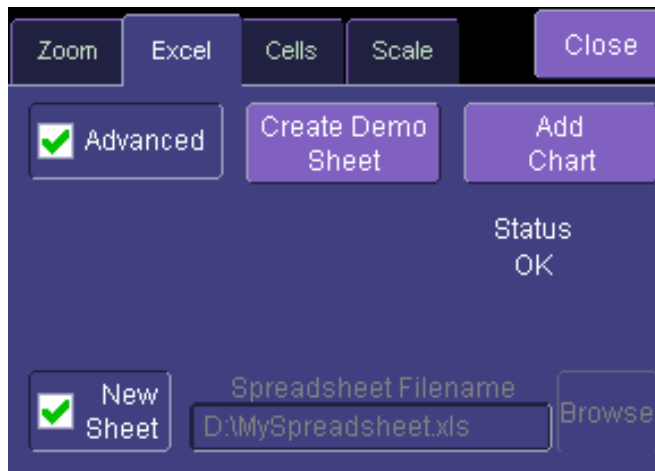 Zoom Excel Cells Scale Close
Advanced
Create Demo
Sheet
Add
Chart
Status
OK
New
Sheet
Spreadsheet Filename
D:\MySpreadsheet.xls
Browse